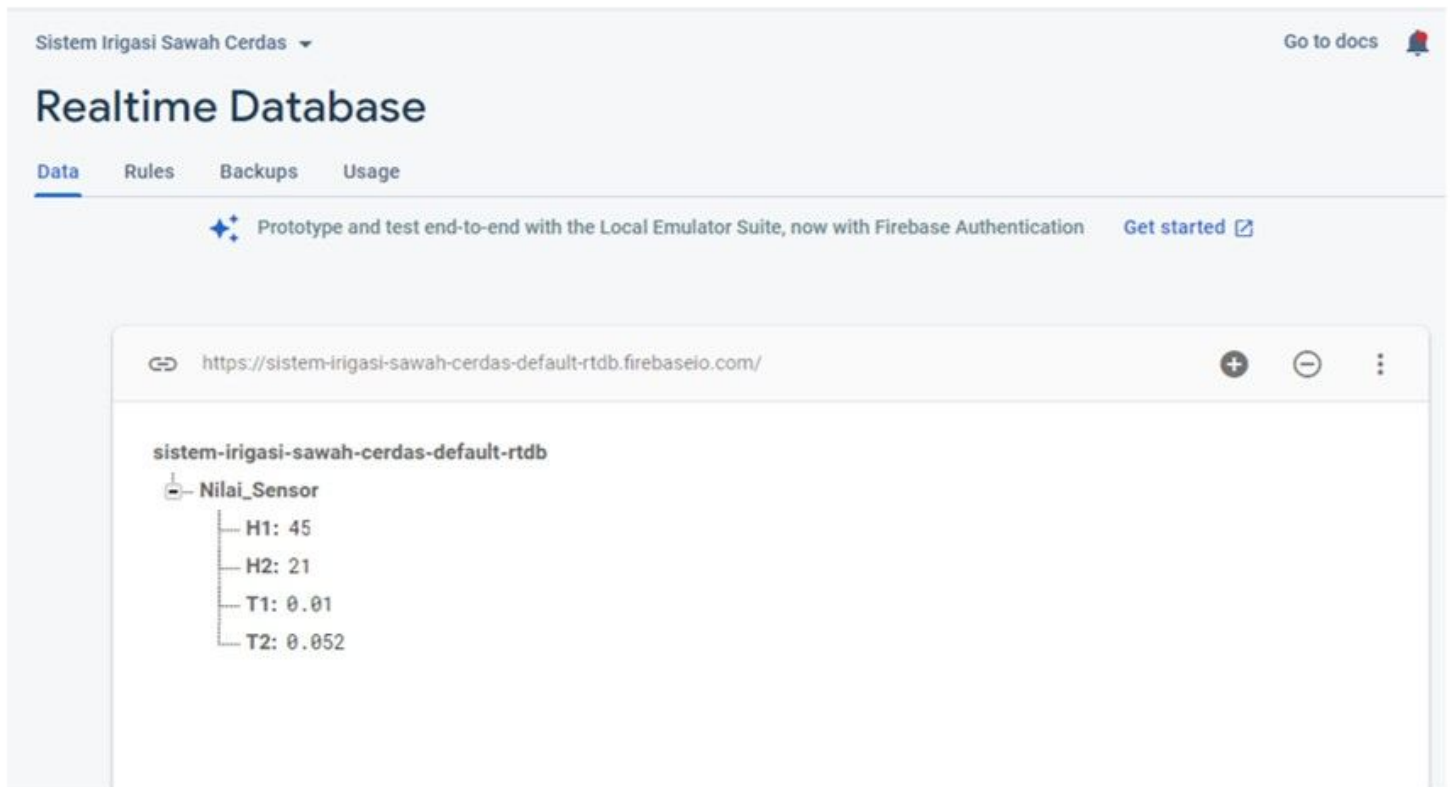 Sistem Irigasi Sawah Cerdas
Go to docs
Realtime Database
Data Rules Backups Usage
Prototype and test end-to-end with the Local Emulator Suite, now with Firebase Authentication Get started
https://sistem-irigasi-sawah-cerdas-default-rtdb.firebaseio.com/
sistem-irigasi-sawah-cerdas-default-rtdb
Nilai_Sensor
H1: 45
H2: 21
T1: 0.01
T2: 0.052